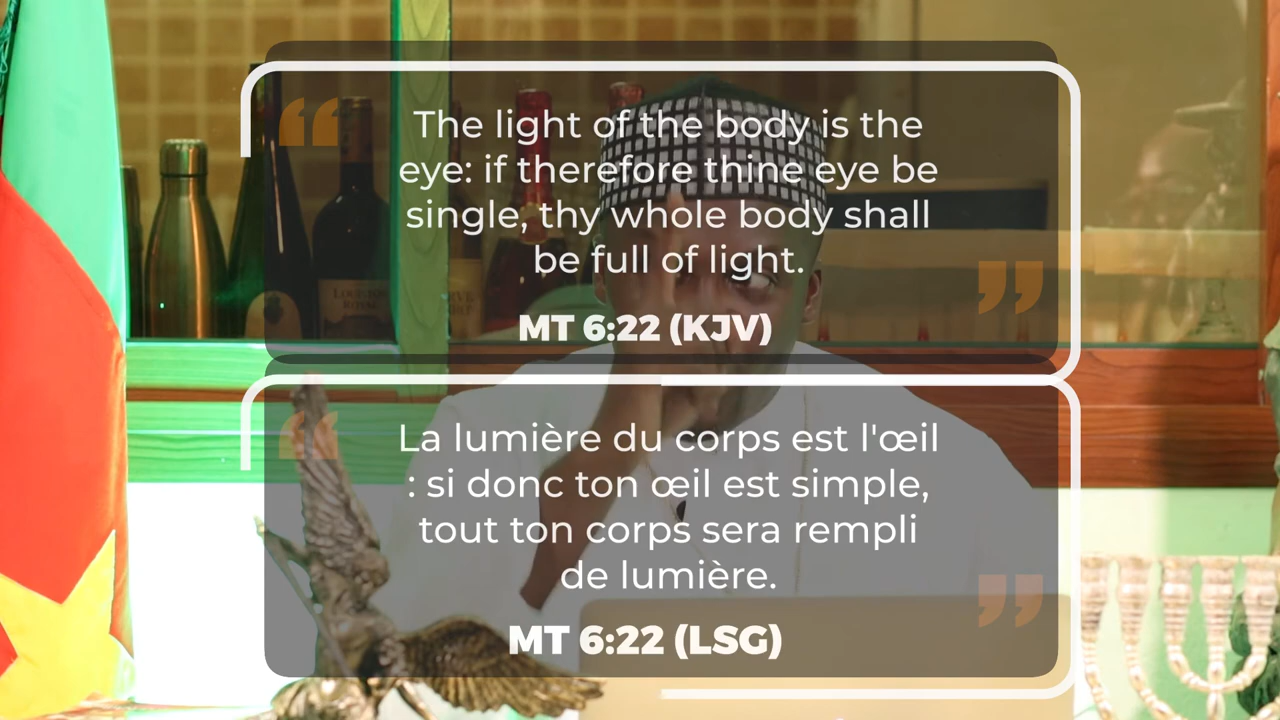 The light of the body is the
eye: if therefore thine eye be
single, thy whole body shall
be full of light.
MT 6:22 (KJV)
La lumière du corps est l'œil
: si donc ton œil est simple,
tout ton corps sera rempli
de lumière.
MT 6:22 (LSG)